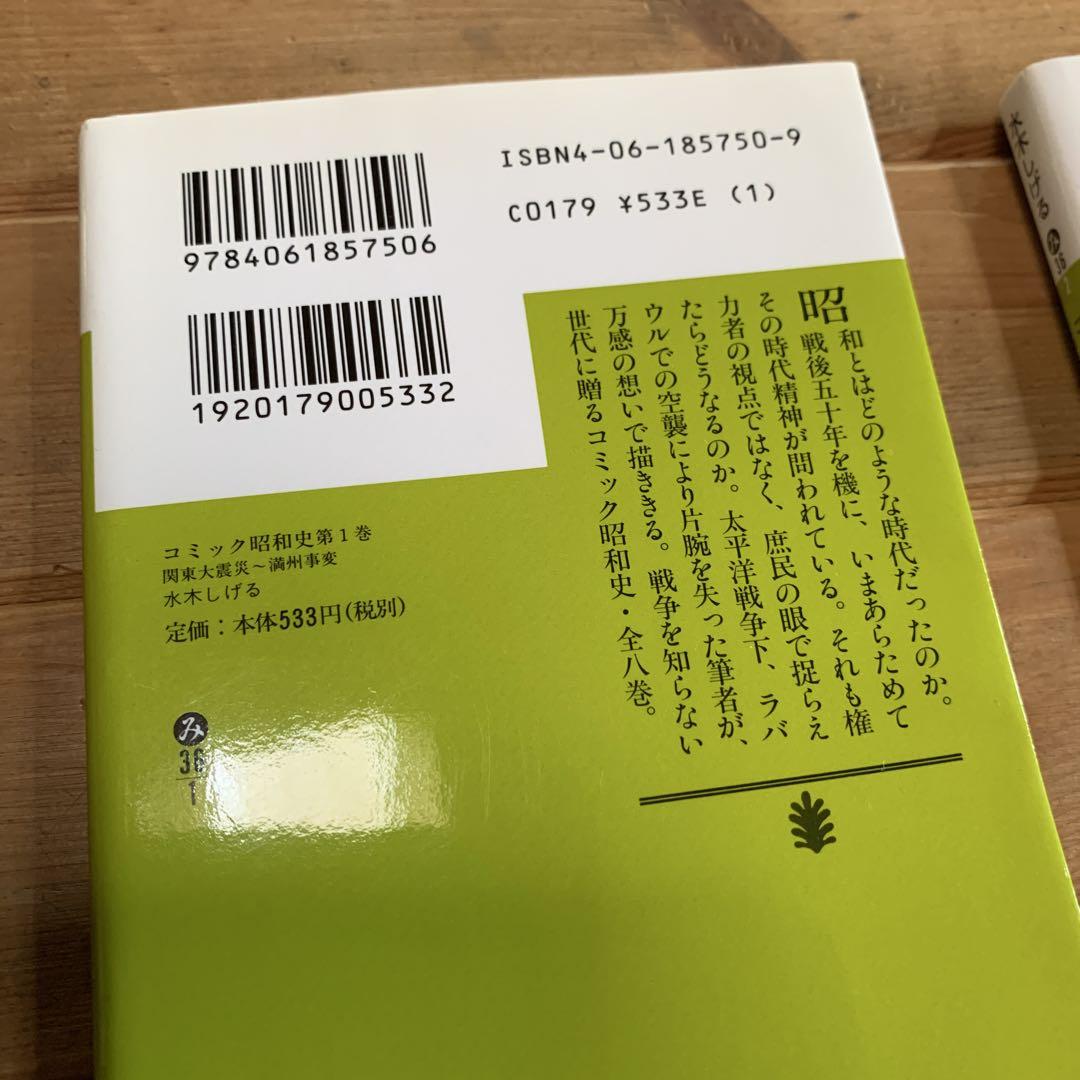 ISBN4-06-185750-9
C0179 ¥533E (1)
9784061857506
1920179005332
昭和とはどのような時代だったのか。
戦後五十年を機に、いまあらためて
その時代精神が問われている。それも権
力者の視点ではなく、庶民の眼で捉らえ
たらどうなるのか。太平洋戦争下、ラバ
ウルでの空襲により片腕を失った筆者が、
万感の想いで描ききる。戦争を知らない
世代に贈るコミック昭和史・全八巻。
コミック昭和史第1巻
関東大震災～満州事変
水木しげる
定価：本体533円(税別)
み
36
1
水木しげる
み
36
2